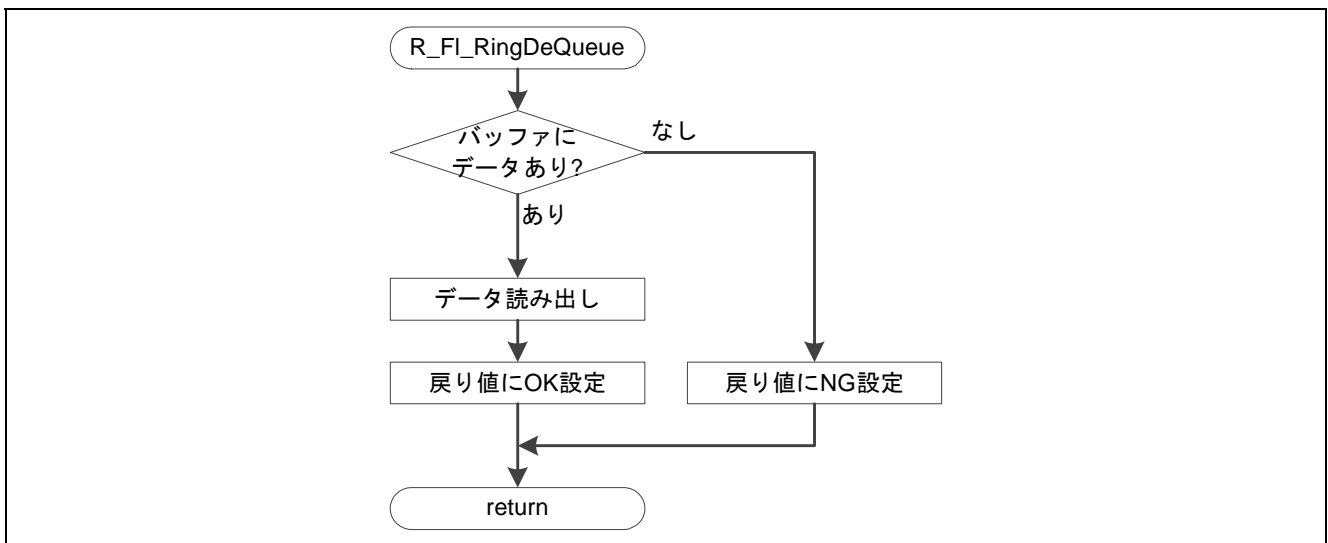 R_Fl_RingDeQueue
バッファに
データあり?
なし
あり
データ読み出し
戻り値にOK設定
戻り値にNG設定
return